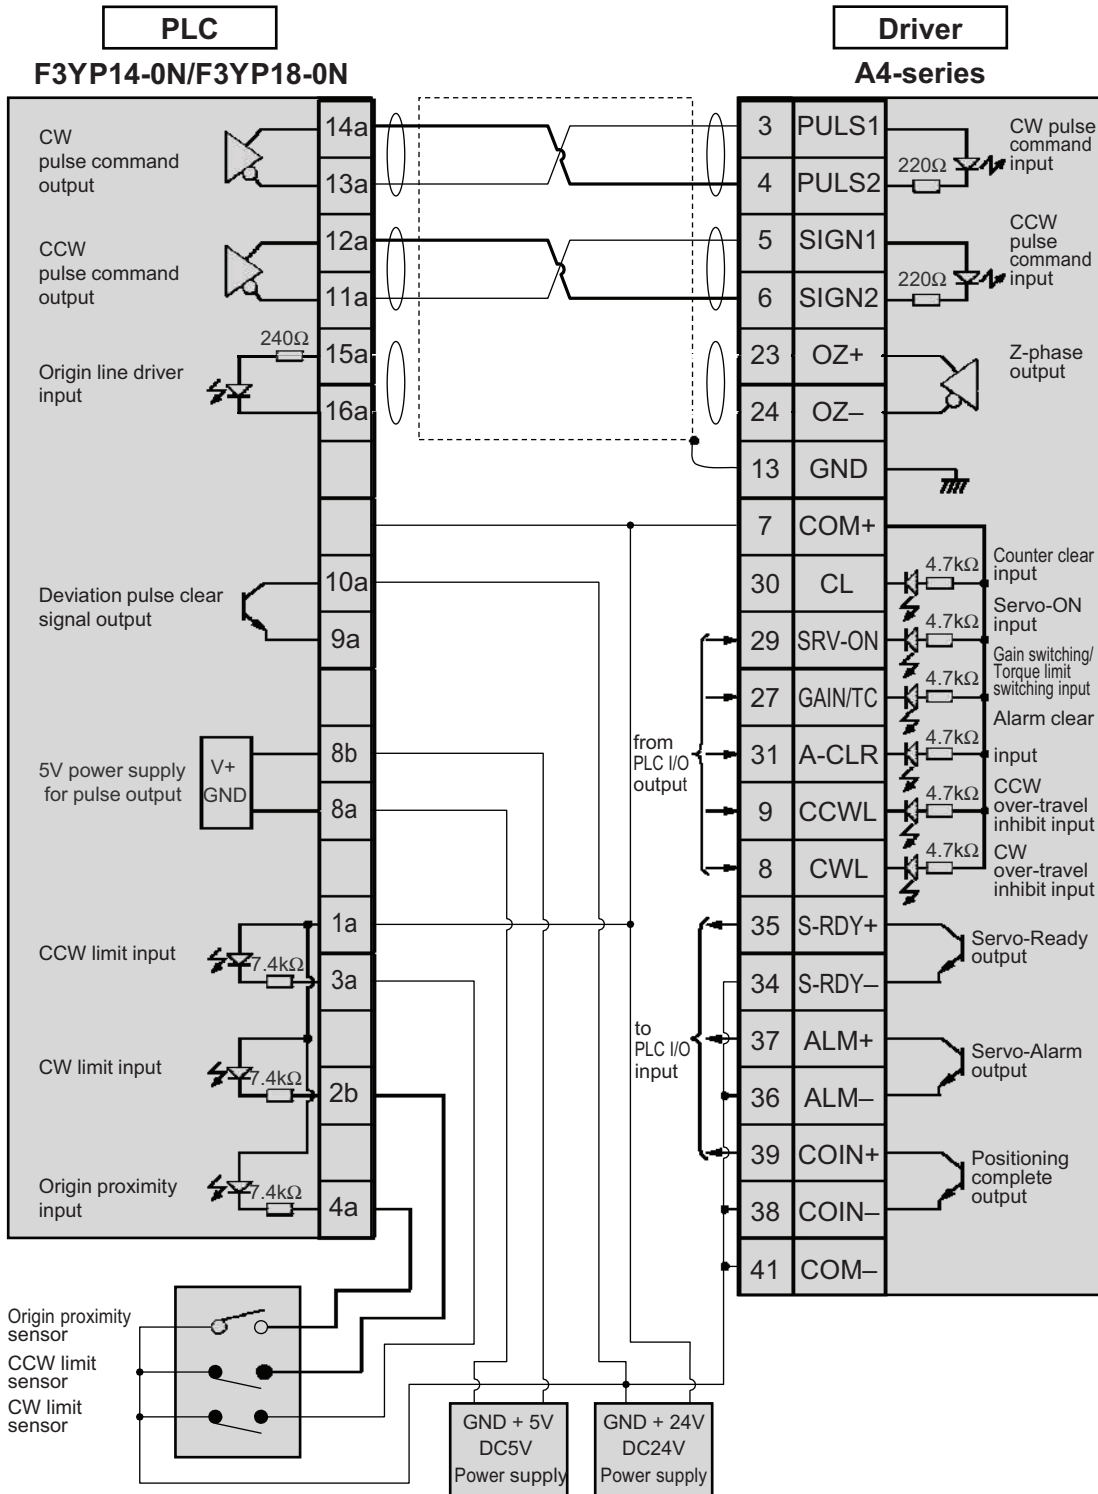 PLC
Driver
F3YP14-0N/F3YP18-0N
A4-series
CW
pulse command
output
14a
13a
CCW
pulse command
output
12a
11a
240Ω
Origin line driver
input
15a
16a
Deviation pulse clear
signal output
10a
9a
5V power supply
for pulse output
V+
GND
8b
8a
CCW limit input
7.4kΩ
1a
3a
CW limit input
7.4kΩ
2b
Origin proximity
input
7.4kΩ
4a
3 PULS1
4 PULS2
220Ω
CW pulse
command
input
5 SIGN1
6 SIGN2
220Ω
CCW
pulse
command
input
23 OZ+
24 OZ–
Z-phase
output
13 GND
7 COM+
30 CL
4.7kΩ
Counter clear
input
29 SRV-ON
4.7kΩ
Servo-ON
input
27 GAIN/TC
4.7kΩ
Gain switching/
Torque limit
switching input
31 A-CLR
4.7kΩ
Alarm clear
input
9 CCWL
4.7kΩ
CCW
over-travel
inhibit input
8 CWL
4.7kΩ
CW
over-travel
inhibit input
from
PLC I/O
output
35 S-RDY+
34 S-RDY–
Servo-Ready
output
37 ALM+
36 ALM–
Servo-Alarm
output
39 COIN+
38 COIN–
Positioning
complete
output
41 COM–
to
PLC I/O
input
Origin proximity
sensor
CCW limit
sensor
CW limit
sensor
GND + 5V
DC5V
Power supply
GND + 24V
DC24V
Power supply